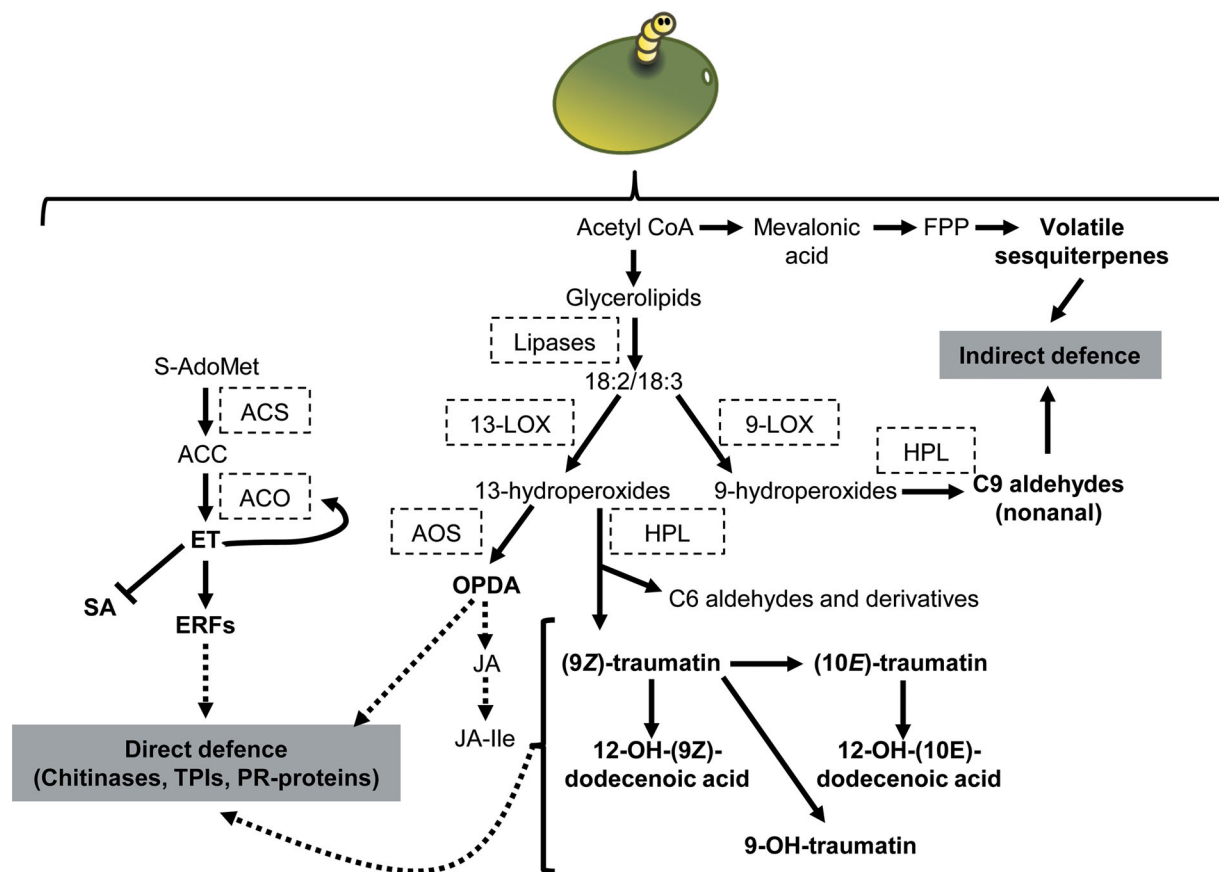 Acetyl CoA
Mevalonic
acid
FPP
Volatile
sesquiterpenes
Glycerolipids
Lipases
Indirect defence
S-AdoMet
18:2/18:3
ACS
13-LOX
9-LOX
ACC
HPL
ACO
13-hydroperoxides
9-hydroperoxides
C9 aldehydes
(nonanal)
AOS
HPL
ET
OPDA
SA
C6 aldehydes and derivatives
ERFs
JA
(9Z)-traumatin
(10E)-traumatin
JA-Ile
Direct defence
(Chitinases, TPIs, PR-proteins)
12-OH-(9Z)-
dodecenoic acid
12-OH-(10E)-
dodecenoic acid
9-OH-traumatin